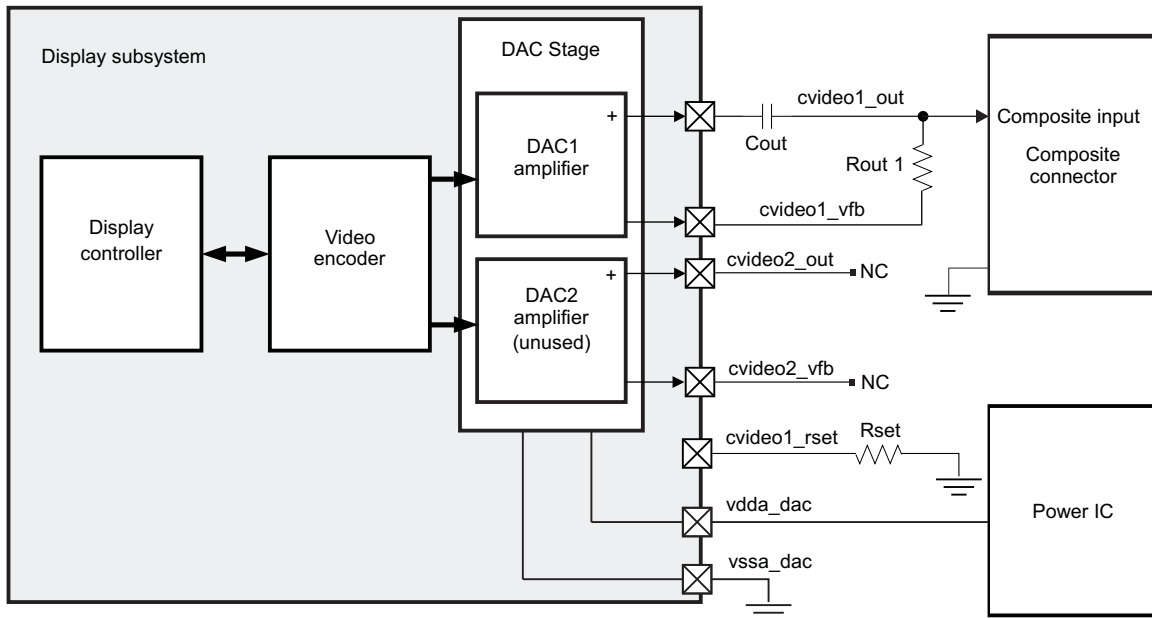 Display subsystem
DAC Stage
+
DAC1
amplifier
cvideo1_out
Cout
Rout 1
cvideo1_vfb
Composite input
Composite
connector
Display
controller
Video
encoder
+
DAC2
amplifier
(unused)
cvideo2_out
NC
cvideo2_vfb
NC
cvideo1_rset
Rset
vdda_dac
Power IC
vssa_dac